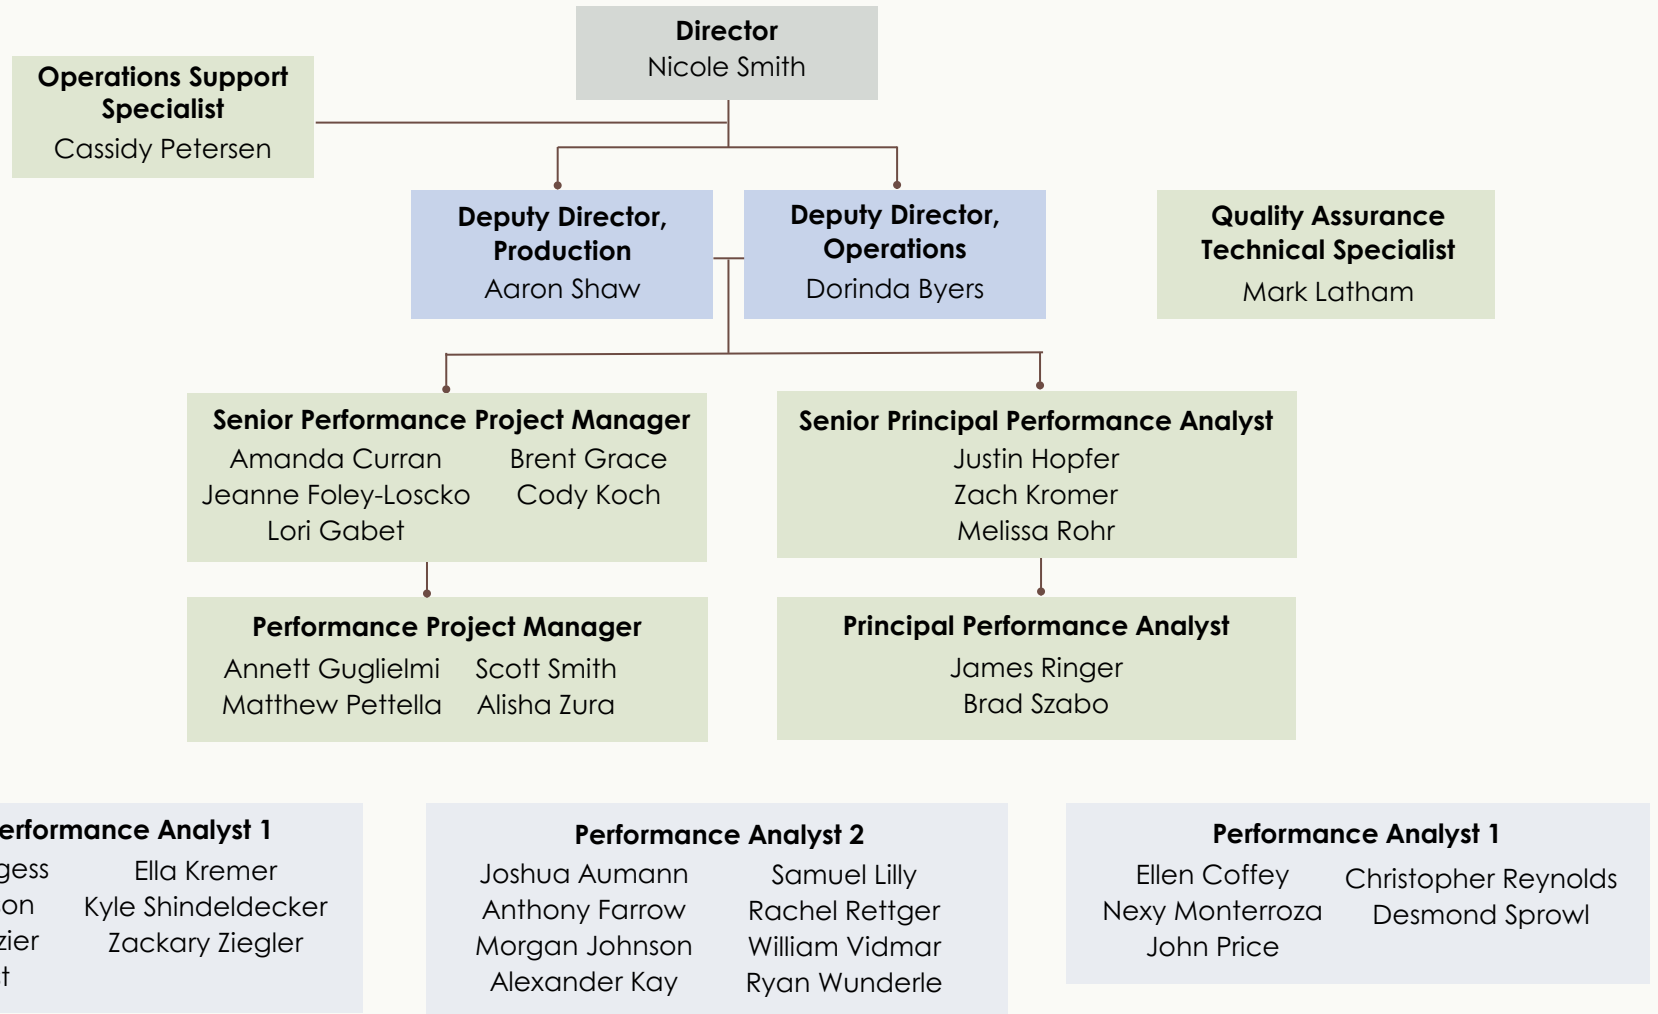 Director
Nicole Smith
Operations Support
Specialist
Cassidy Petersen
Deputy Director,
Production
Aaron Shaw
Deputy Director,
Operations
Dorinda Byers
Quality Assurance
Technical Specialist
Mark Latham
Senior Performance Project Manager
Amanda Curran
Jeanne Foley-Loscko
Lori Gabet
Brent Grace
Cody Koch
Senior Principal Performance Analyst
Justin Hopfer
Zach Kromer
Melissa Rohr
Performance Project Manager
Annett Guglielmi
Matthew Pettella
Scott Smith
Alisha Zura
Principal Performance Analyst
James Ringer
Brad Szabo
Analyst 1
Ella Kremer
Kyle Shindeldecker
Zackary Ziegler
Performance Analyst 2
Joshua Aumann
Anthony Farrow
Morgan Johnson
Alexander Kay
Samuel Lilly
Rachel Rettger
William Vidmar
Ryan Wunderle
Performance Analyst 1
Ellen Coffey
Nexy Monterroza
John Price
Christopher Reynolds
Desmond Sprowl